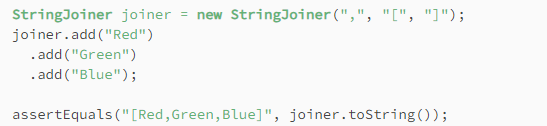 StringJoiner joiner = new StringJoiner(",", "[", "]");
joiner.add("Red")
  .add("Green")
  .add("Blue");

assertEquals("[Red,Green,Blue]", joiner.toString());